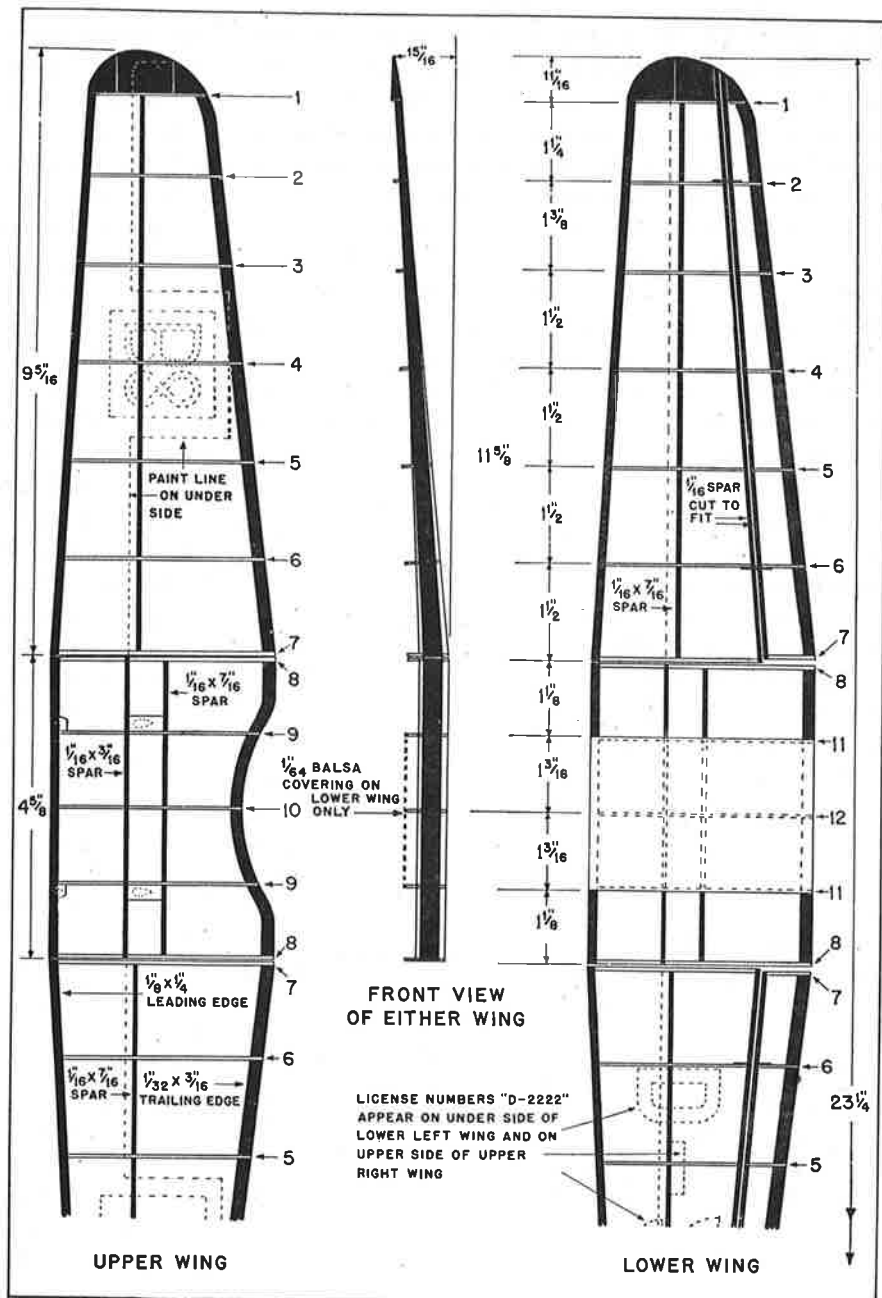 15/16"
11/16"
1
1
1 1/4"
2
2
1 3/8"
3
3
1 1/2"
4
4
9 5/16"
1 1/2"
11 5/8"
5
5
PAINT LINE
ON UNDER
SIDE
1/16" SPAR
CUT TO
FIT
1 1/2"
6
6
1/16" X 7/16"
SPAR
1 1/2"
7
7
8
8
1/16" X 7/16"
SPAR
1 1/8"
9
11
1/16" X 3/16"
SPAR
1/64" BALSA
COVERING ON
LOWER WING
ONLY
1 3/16"
4 5/8"
10
12
1 3/16"
9
11
1 1/8"
8
8
7
7
1/8" X 1/4"
LEADING EDGE
FRONT VIEW
OF EITHER WING
6
6
1/16" X 7/16"
SPAR
1/32" X 3/16"
TRAILING EDGE
LICENSE NUMBERS "D-2222"
APPEAR ON UNDER SIDE OF
LOWER LEFT WING AND ON
UPPER SIDE OF UPPER
RIGHT WING
23 1/4"
5
5
UPPER WING
LOWER WING